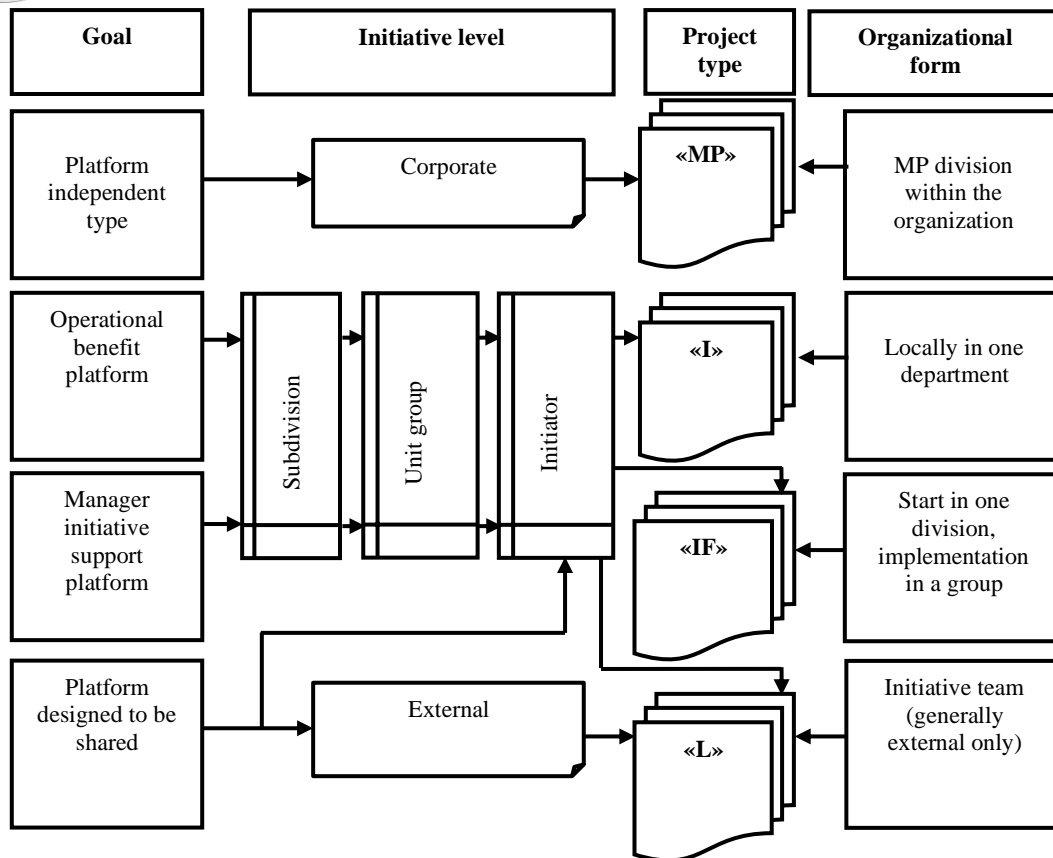 Goal
Initiative level
Project
type
Organizational
form
Platform
independent
type
Corporate
«MP»
MP division
within the
organization
Operational
benefit
platform
Subdivision
Unit group
Initiator
«I»
Locally in one
department
Manager
initiative
support
platform
«IF»
Start in one
division,
implementation
in a group
Platform
designed to be
shared
External
«L»
Initiative team
(generally
external only)